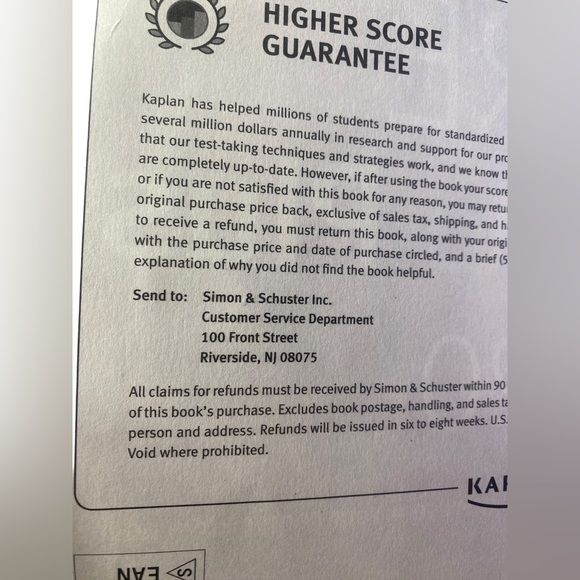 HIGHER SCORE
GUARANTEE
Kaplan has helped millions of students prepare for standardized
several million dollars annually in research and support for our
that our test-taking techniques and strategies work, and we know
are completely up-to-date. However, if after using the book your score
or if you are not satisfied with this book for any reason, you may
original purchase price back, exclusive of sales tax, shipping, and
to receive a refund, you must return this book, along with your
with the purchase price and date of purchase circled, and a brief
explanation of why you did not find the book helpful.
Send to: Simon & Schuster Inc.
Customer Service Department
100 Front Street
Riverside, NJ 08075
All claims for refunds must be received by Simon & Schuster within 90
of this book's purchase. Excludes book postage, handling, and sales
person and address. Refunds will be issued in six to eight weeks. U.S.
Void where prohibited.
KAP
EAN